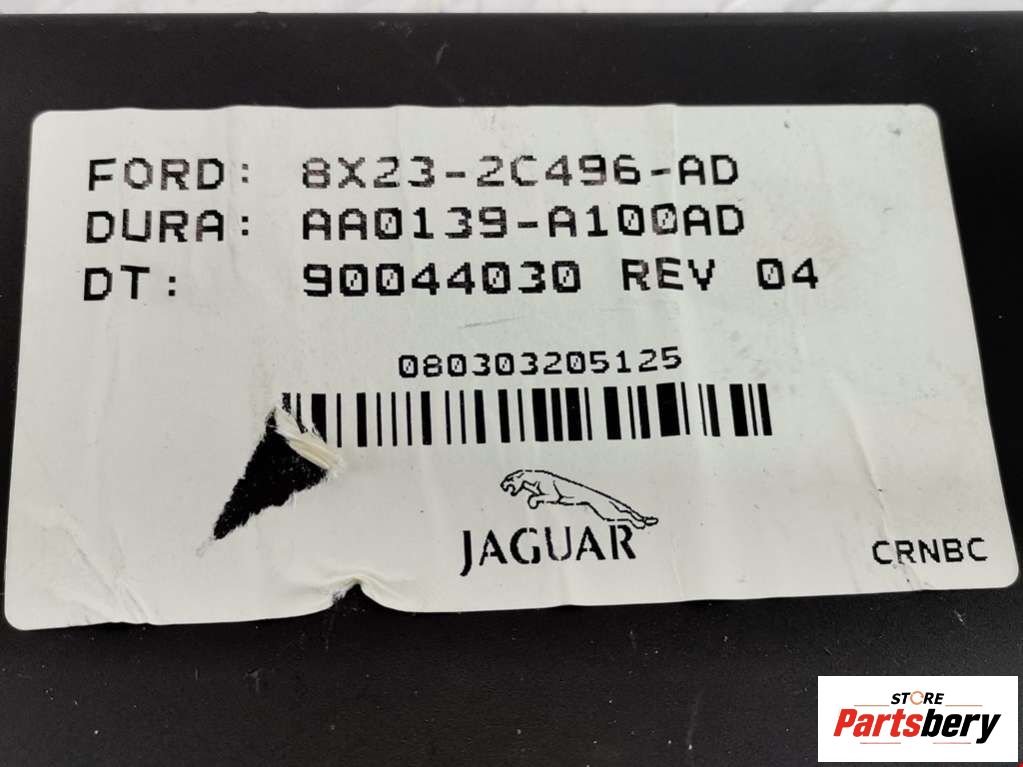 FORD: 8X23-2C496-AD
DURA: AA0139-A100AD
DT: 90044030 REV 04
080303205125
JAGUAR
CRNBC
STORE
Partsbery